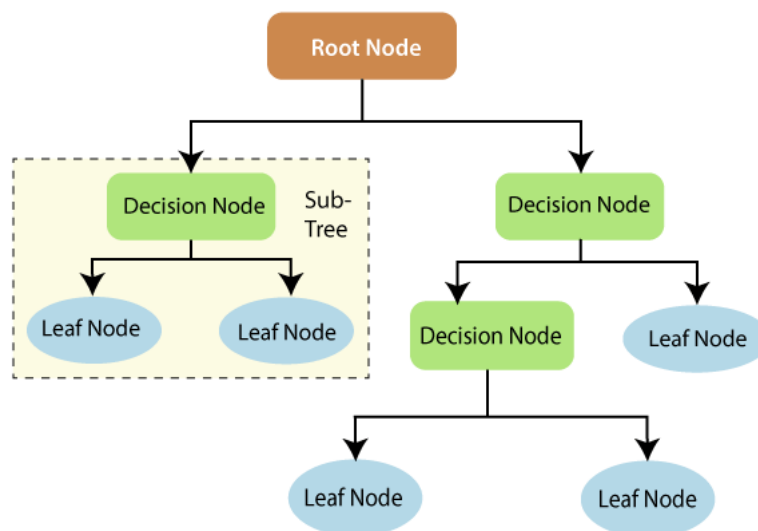 Root Node
Decision Node
Sub-
Tree
Decision Node
Leaf Node
Leaf Node
Decision Node
Leaf Node
Leaf Node
Leaf Node